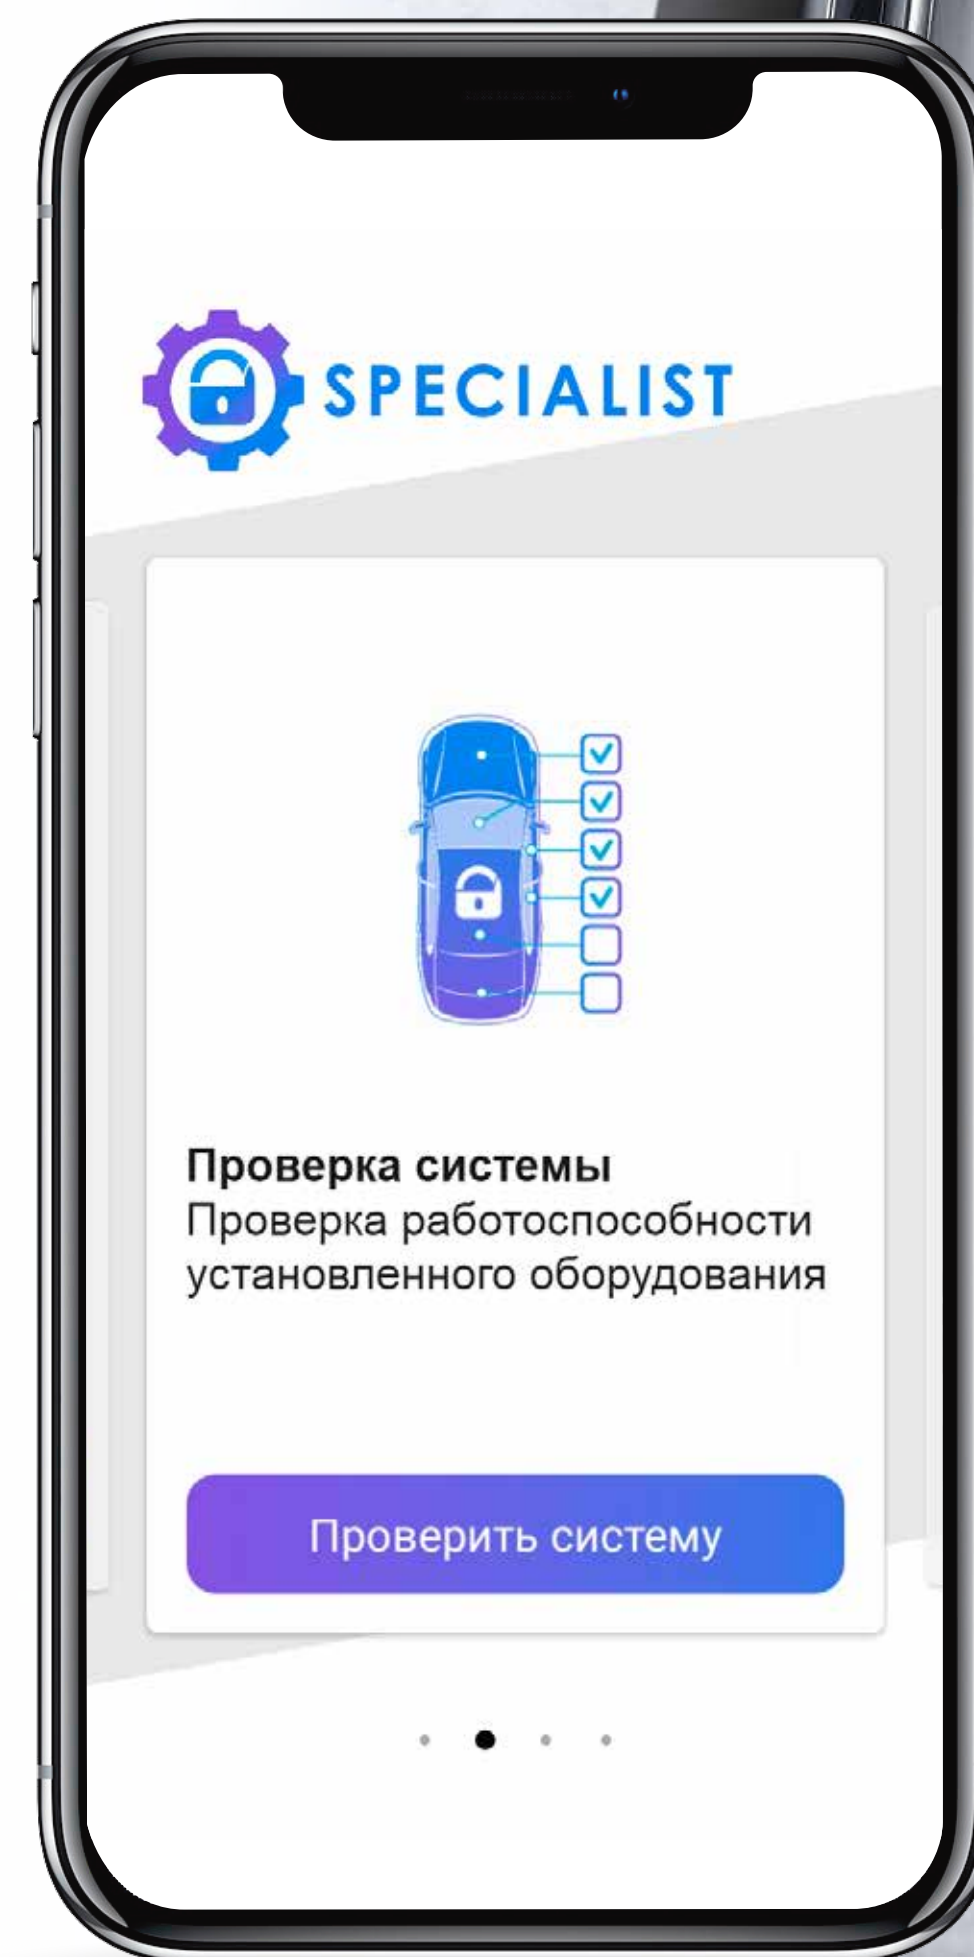 SPECIALIST
Проверка системы
Проверка работоспособности
установленного оборудования
Проверить систему